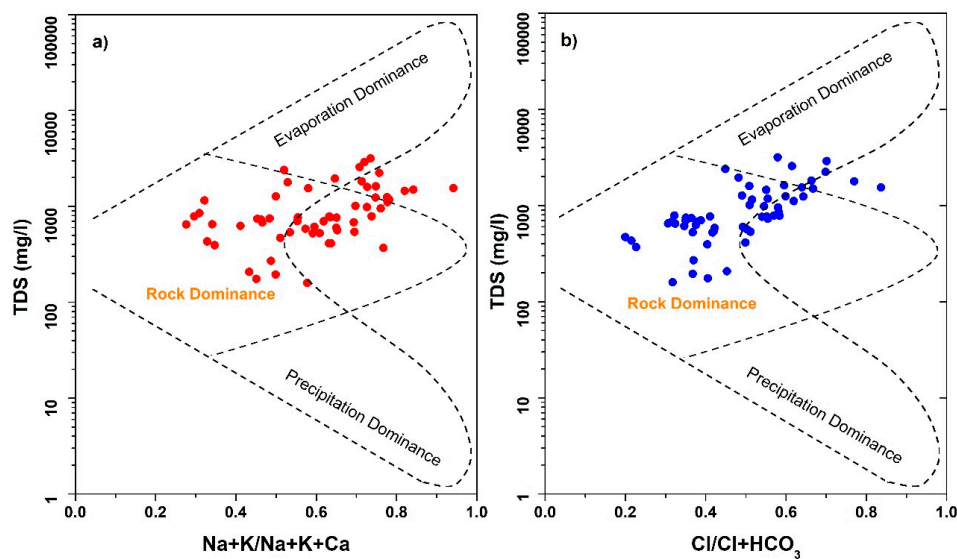 a)
100000
10000
1000
100
10
1
TDS (mg/l)
Evaporation Dominance
Rock Dominance
Precipitation Dominance
0.0 0.2 0.4 0.6 0.8 1.0
Na+K/Na+K+Ca
b)
100000
10000
1000
100
10
1
TDS (mg/l)
Evaporation Dominance
Rock Dominance
Precipitation Dominance
0.0 0.2 0.4 0.6 0.8 1.0
Cl/Cl+HCO₃